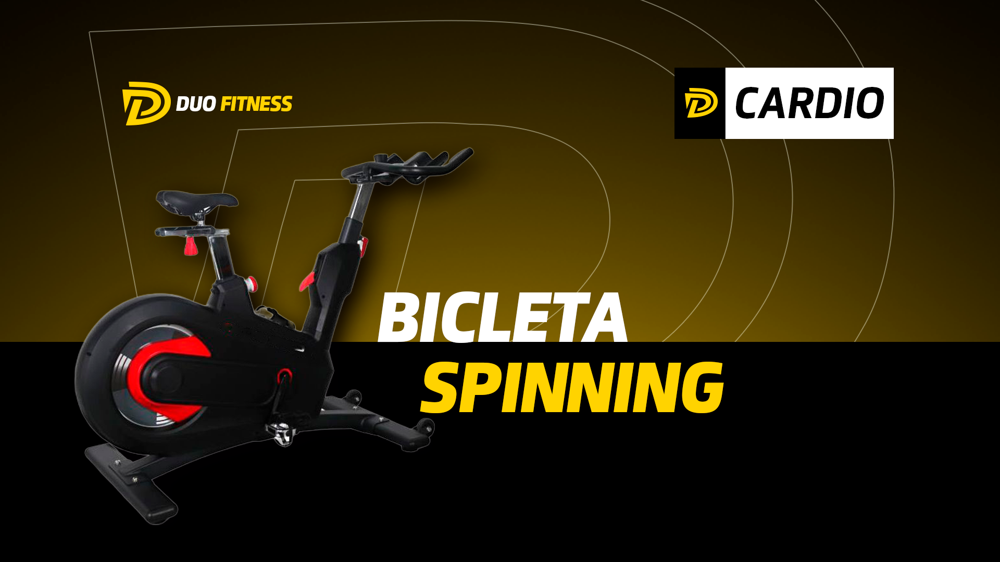 DUO FITNESS
CARDIO
BICLETA
SPINNING